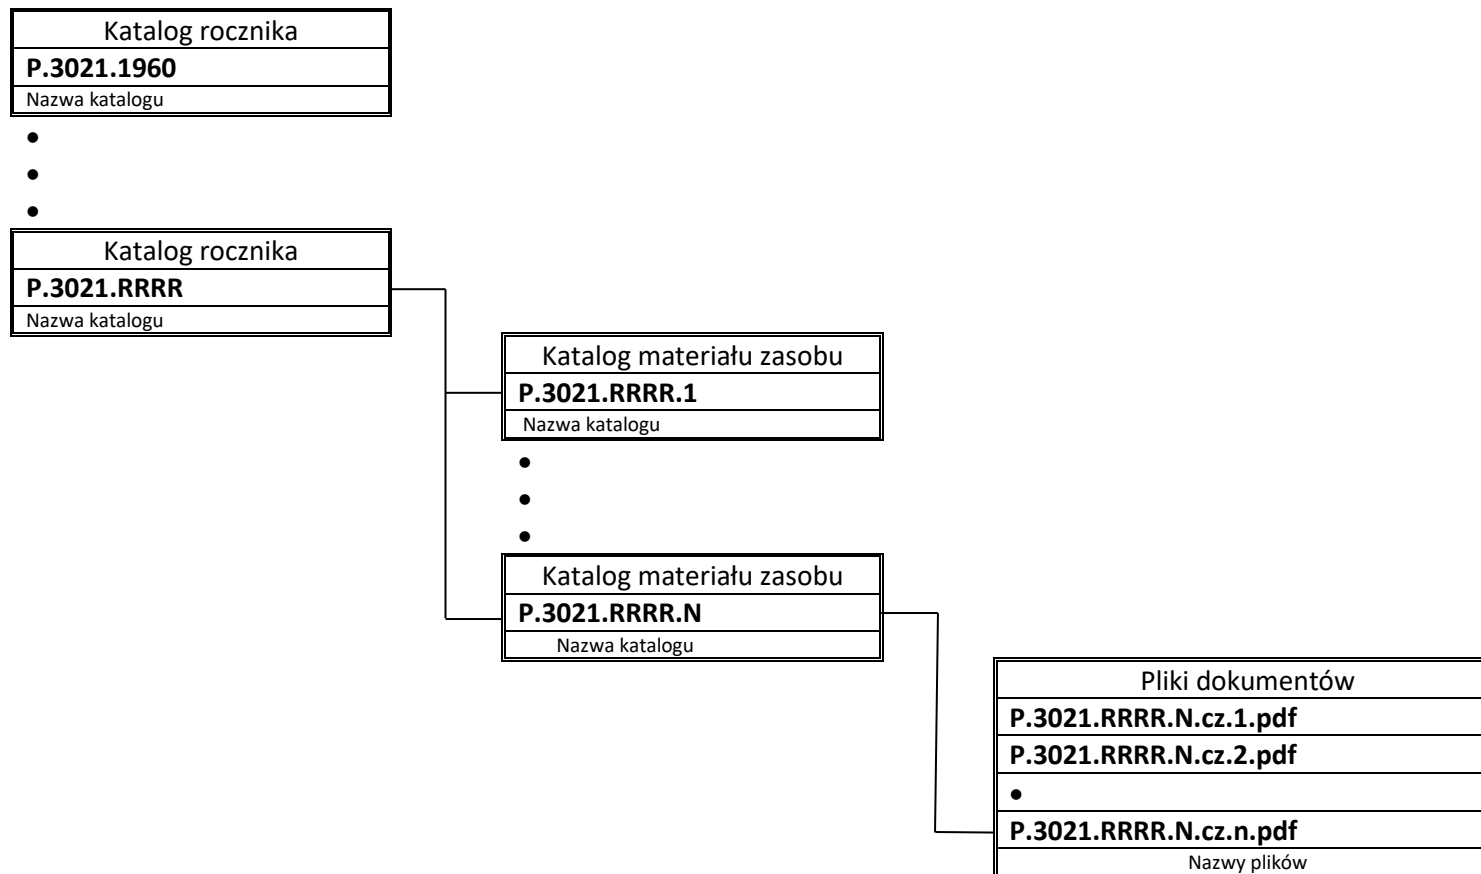 Katalog rocznika
P.3021.1960
Nazwa katalogu
•
•
•
Katalog rocznika
P.3021.RRRR
Nazwa katalogu
Katalog materiału zasobu
P.3021.RRRR.1
Nazwa katalogu
•
•
•
Katalog materiału zasobu
P.3021.RRRR.N
Nazwa katalogu
Pliki dokumentów
P.3021.RRRR.N.cz.1.pdf
P.3021.RRRR.N.cz.2.pdf
•
P.3021.RRRR.N.cz.n.pdf
Nazwy plików